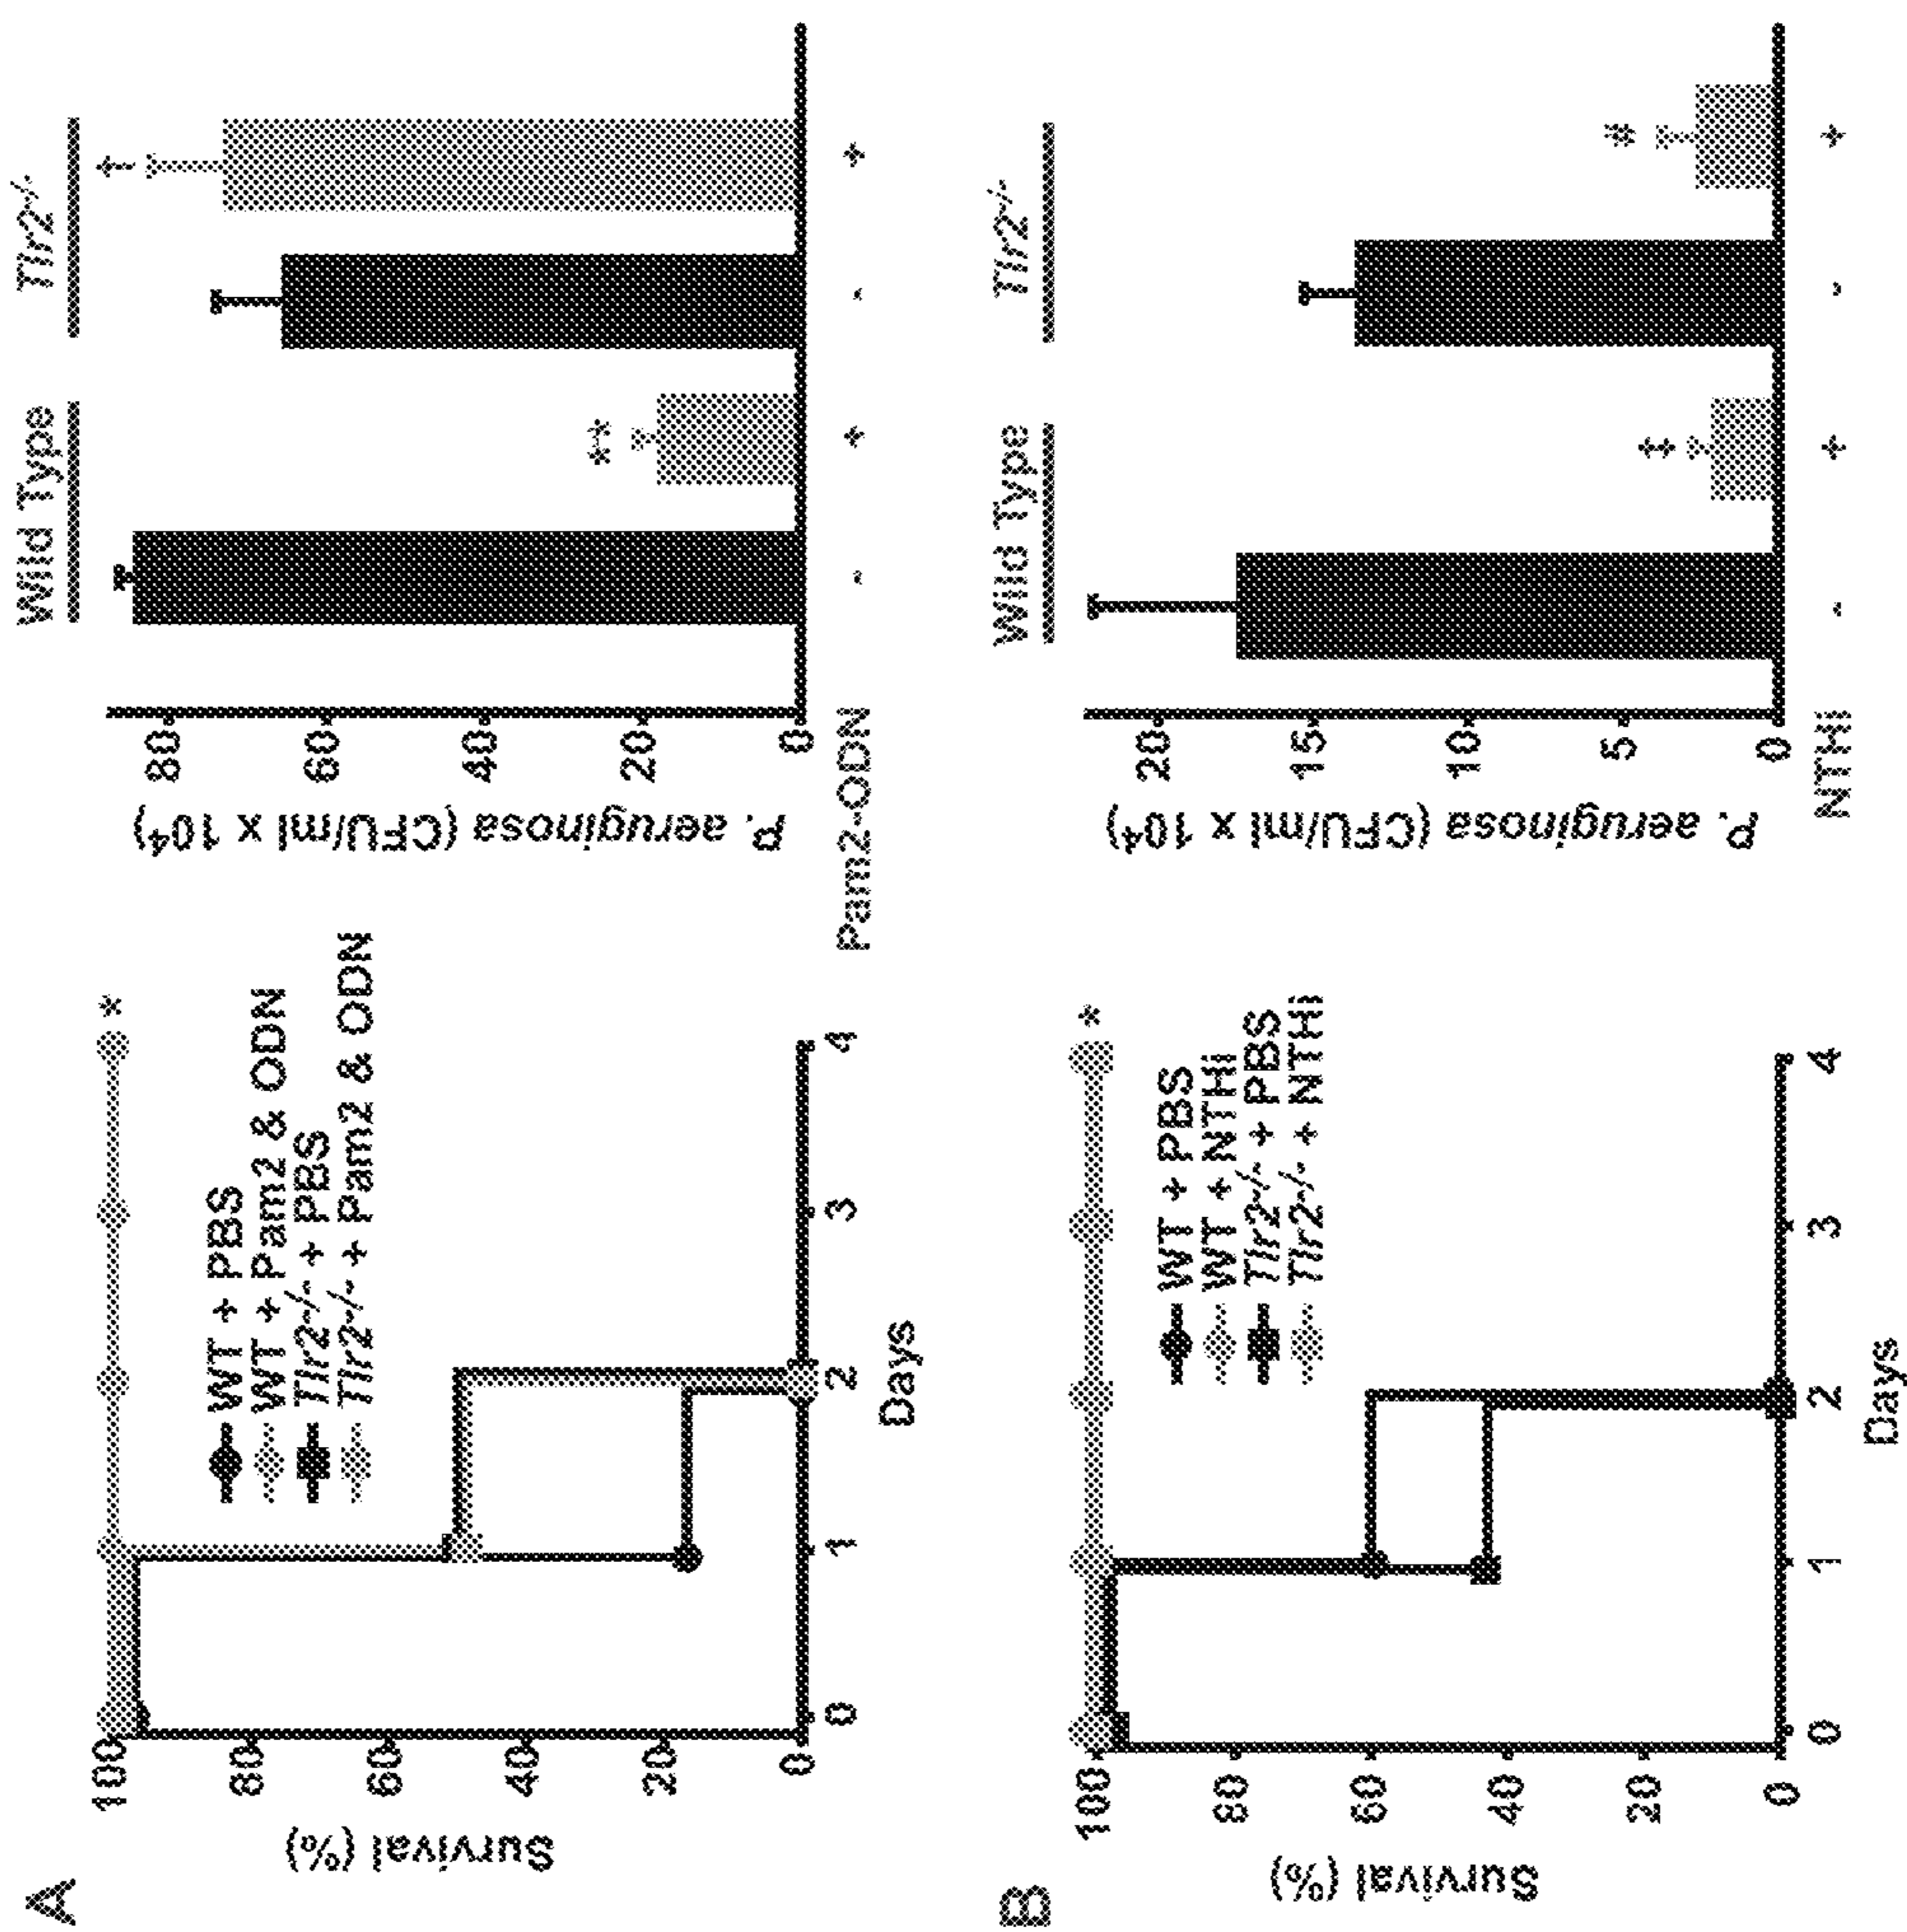 A
Survival (%)
100
80
60
40
20
0
0 1 2 3 4
Days
WT + PBS
WT + Pam2 & ODN
Tlr2-/- + PBS
Tlr2-/- + Pam2 & ODN
*
P. aeruginosa (CFU/ml x 10⁴)
80
60
40
20
0
Wild Type Tlr2-/-
**
†
Pam2-ODN - + - +
B
Survival (%)
100
80
60
40
20
0
0 1 2 3 4
Days
WT + PBS
WT + NTHi
Tlr2-/- + PBS
Tlr2-/- + NTHi
*
P. aeruginosa (CFU/ml x 10⁴)
20
15
10
5
0
Wild Type Tlr2-/-
‡
#
NTHi - + - +